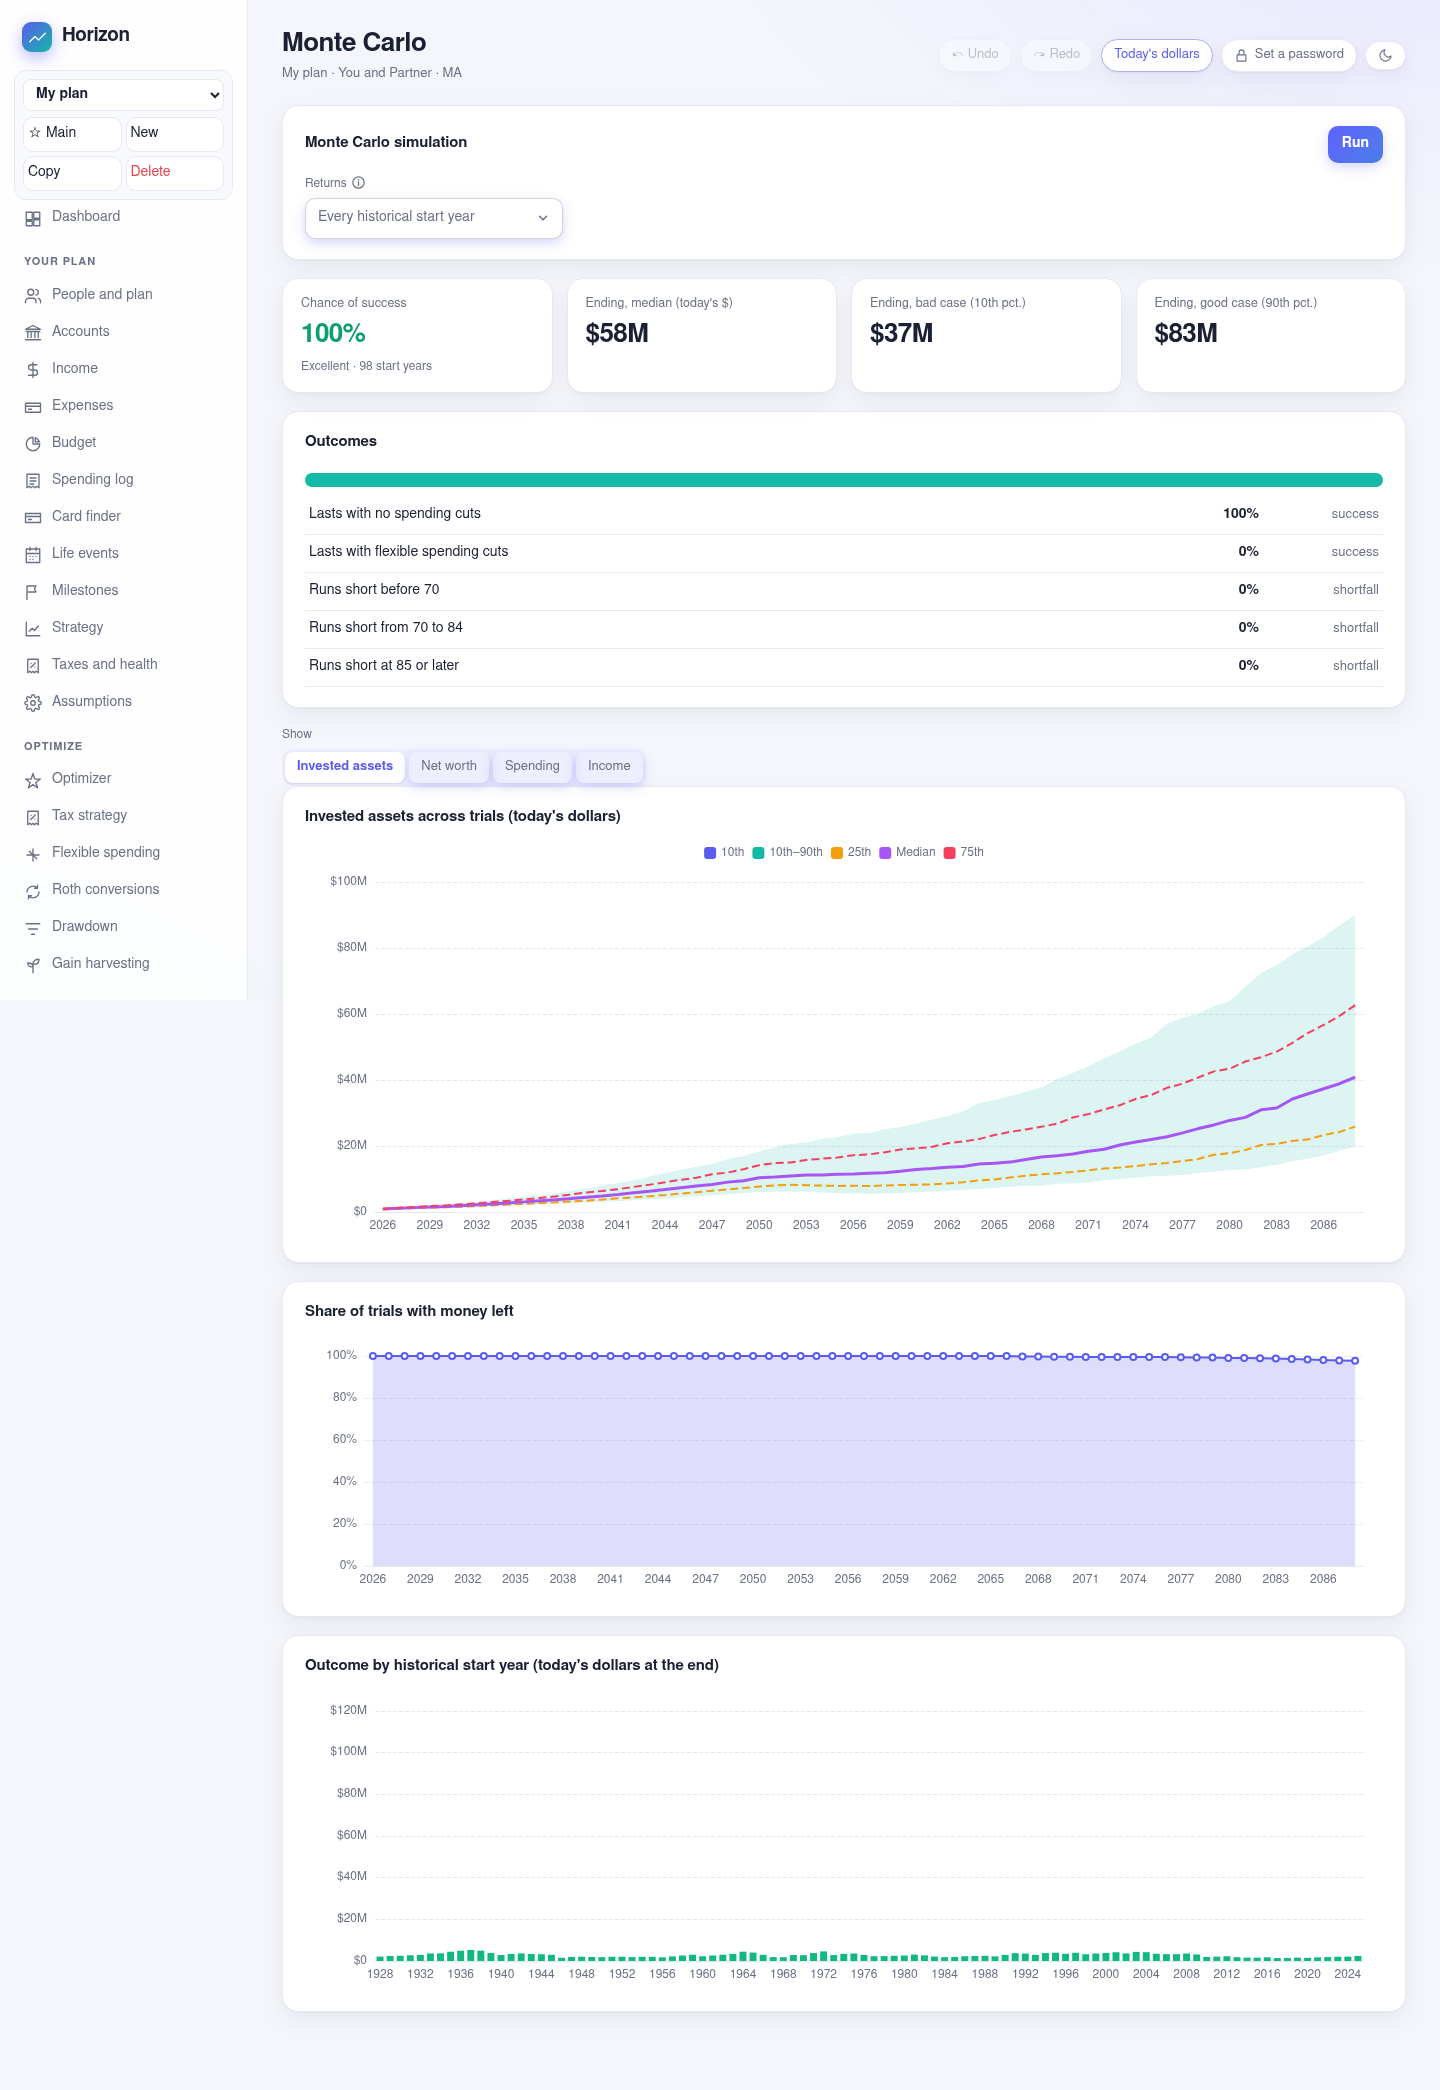 Horizon
My plan
☆ Main
New
Copy
Delete
Dashboard
YOUR PLAN
People and plan
Accounts
Income
Expenses
Budget
Spending log
Card finder
Life events
Milestones
Strategy
Taxes and health
Assumptions
OPTIMIZE
Optimizer
Tax strategy
Flexible spending
Roth conversions
Drawdown
Gain harvesting
Monte Carlo
My plan · You and Partner · MA
Undo
Redo
Today's dollars
Set a password
Monte Carlo simulation
Run
Returns
Every historical start year
Chance of success
100%
Excellent · 98 start years
Ending, median (today's $)
$58M
Ending, bad case (10th pct.)
$37M
Ending, good case (90th pct.)
$83M
Outcomes
Lasts with no spending cuts 100% success
Lasts with flexible spending cuts 0% success
Runs short before 70 0% shortfall
Runs short from 70 to 84 0% shortfall
Runs short at 85 or later 0% shortfall
Show
Invested assets
Net worth
Spending
Income
Invested assets across trials (today's dollars)
10th 10th–90th 25th Median 75th
$100M
$80M
$60M
$40M
$20M
$0
2026 2029 2032 2035 2038 2041 2044 2047 2050 2053 2056 2059 2062 2065 2068 2071 2074 2077 2080 2083 2086
Share of trials with money left
100%
80%
60%
40%
20%
0%
2026 2029 2032 2035 2038 2041 2044 2047 2050 2053 2056 2059 2062 2065 2068 2071 2074 2077 2080 2083 2086
Outcome by historical start year (today's dollars at the end)
$120M
$100M
$80M
$60M
$40M
$20M
$0
1928 1932 1936 1940 1944 1948 1952 1956 1960 1964 1968 1972 1976 1980 1984 1988 1992 1996 2000 2004 2008 2012 2016 2020 2024